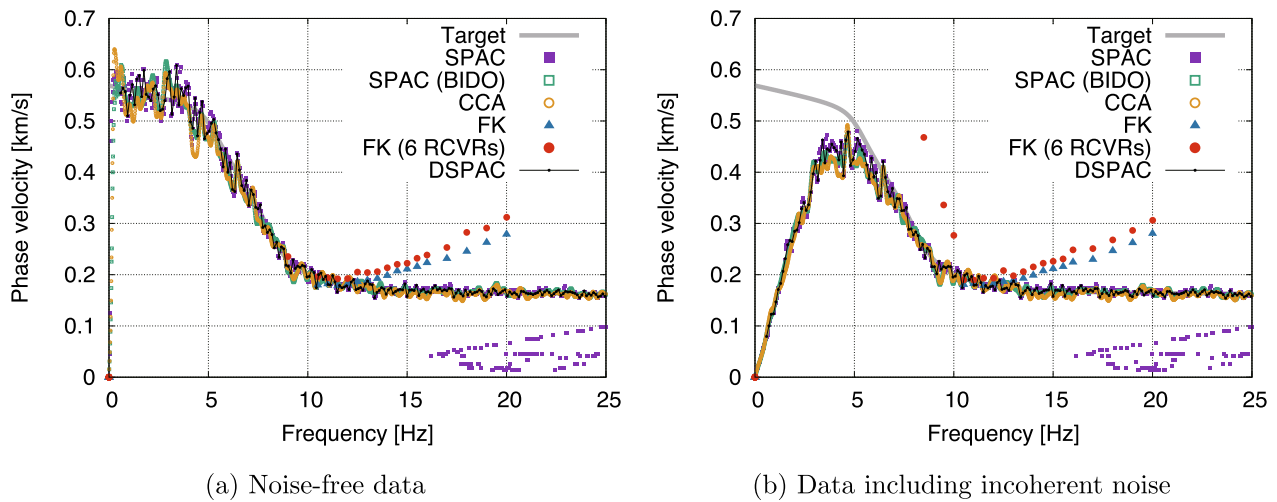 0.7
0.6
0.5
0.4
0.3
0.2
0.1
0
Phase velocity [km/s]
Target
SPAC
SPAC (BIDO)
CCA
FK
FK (6 RCVRs)
DSPAC
0 5 10 15 20 25
Frequency [Hz]
(a) Noise-free data
0.7
0.6
0.5
0.4
0.3
0.2
0.1
0
Phase velocity [km/s]
Target
SPAC
SPAC (BIDO)
CCA
FK
FK (6 RCVRs)
DSPAC
0 5 10 15 20 25
Frequency [Hz]
(b) Data including incoherent noise